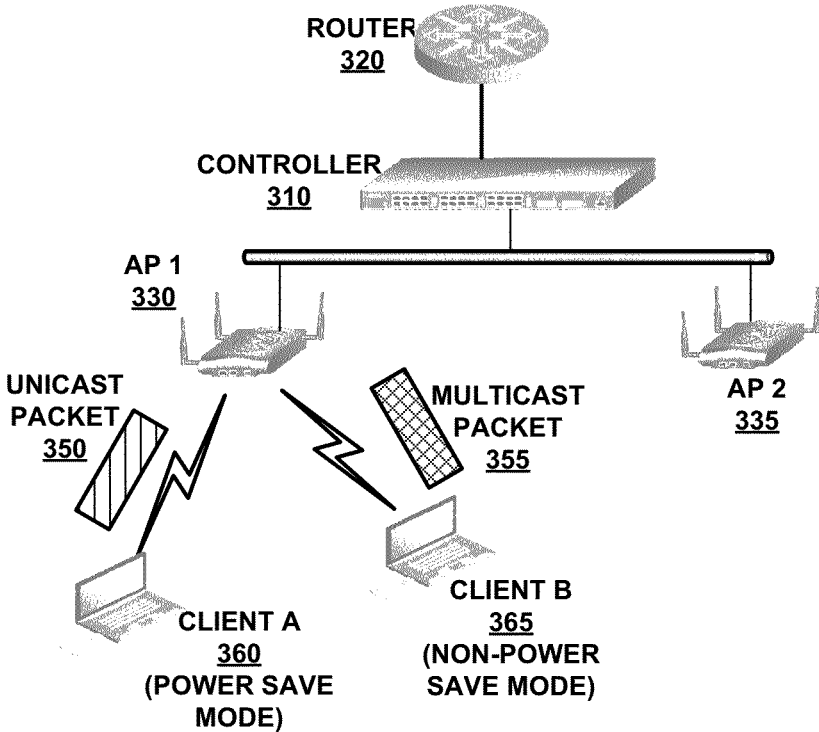 ROUTER
320
CONTROLLER
310
AP 1
330
UNICAST
PACKET
350
MULTICAST
PACKET
355
AP 2
335
CLIENT A
360
(POWER SAVE
MODE)
CLIENT B
365
(NON-POWER
SAVE MODE)